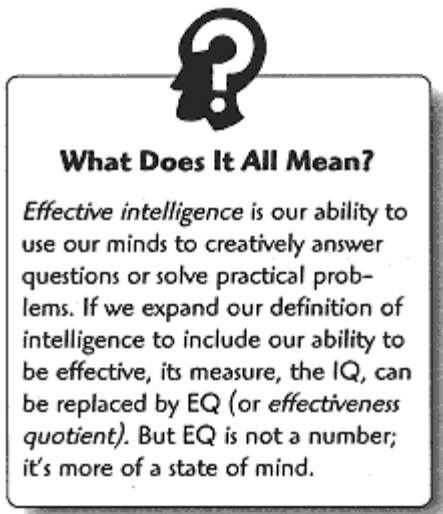 What Does It All Mean?
Effective intelligence is our ability to
use our minds to creatively answer
questions or solve practical prob-
lems. If we expand our definition of
intelligence to include our ability to
be effective, its measure, the IQ, can
be replaced by EQ (or effectiveness
quotient). But EQ is not a number;
it's more of a state of mind.